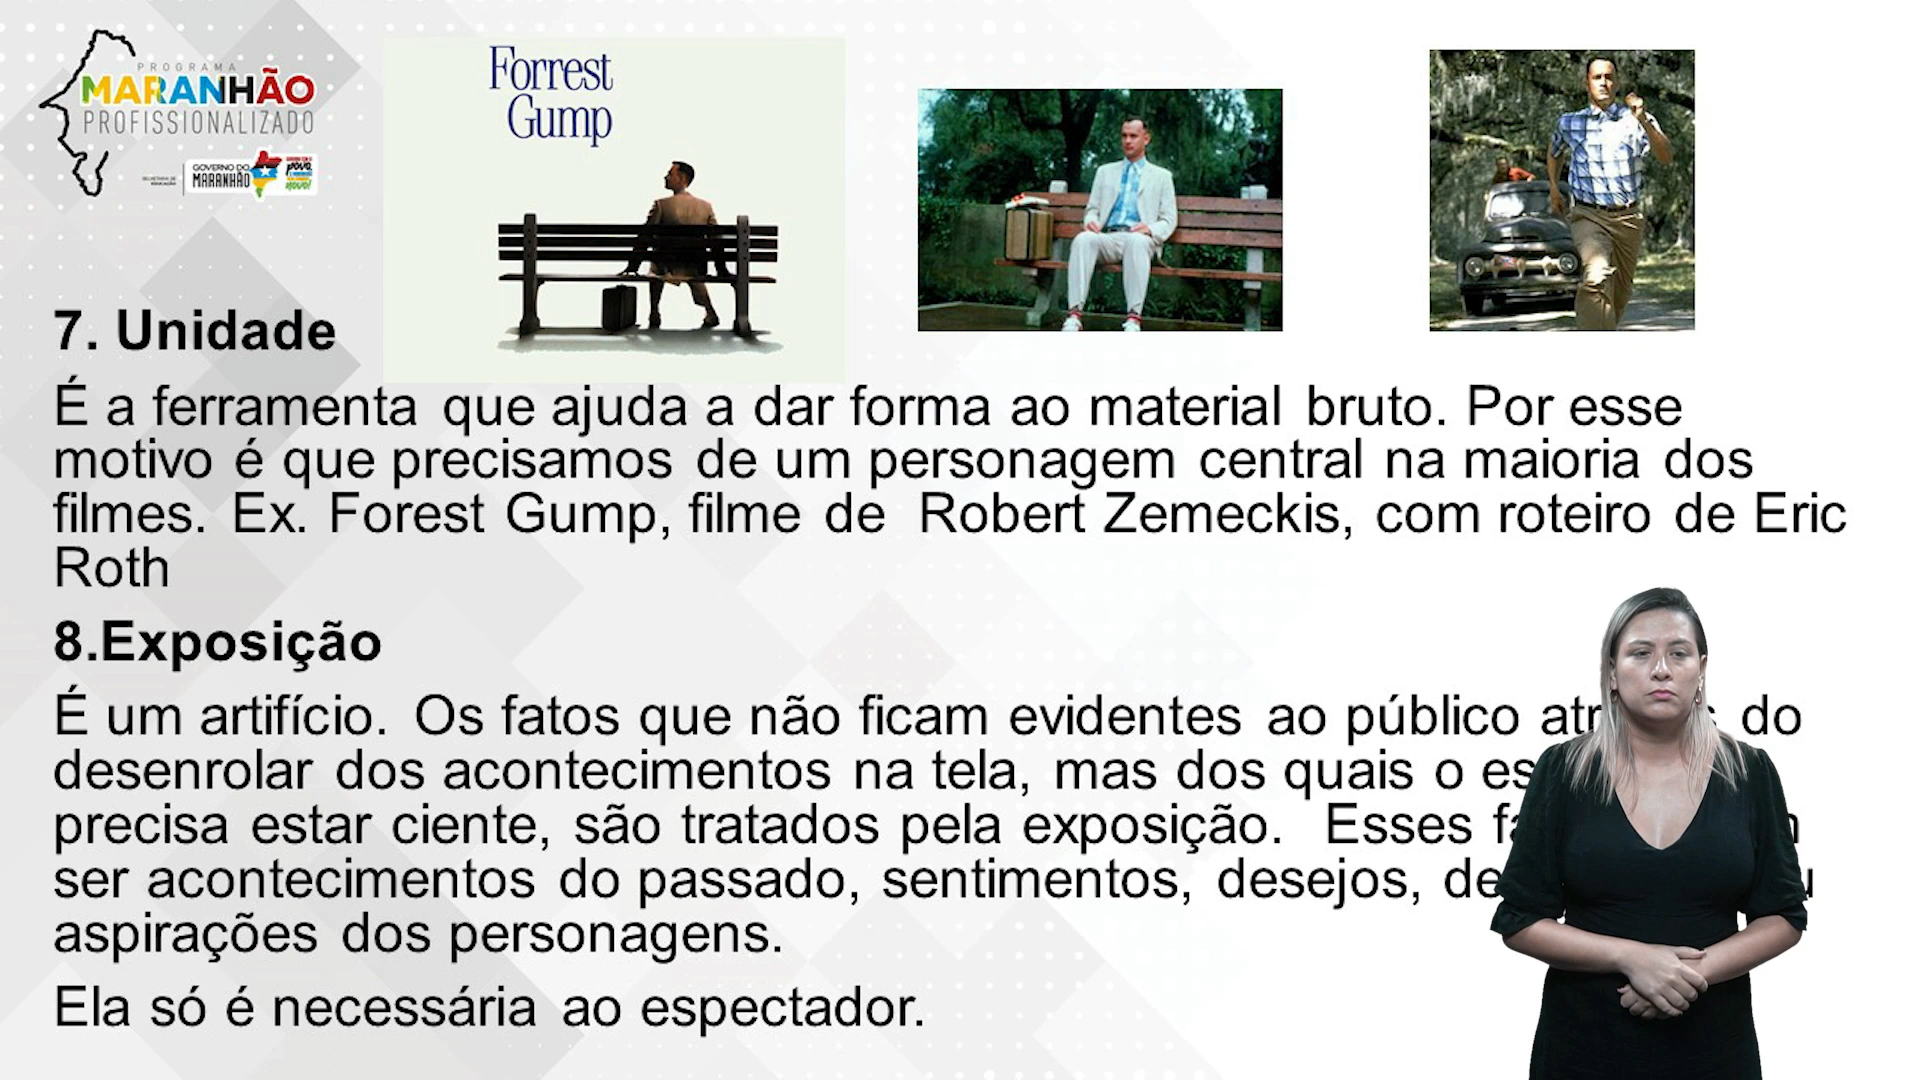 PROGRAMA
MARANHÃO
PROFISSIONALIZADO
SECRETARIA DE
EDUCAÇÃO
GOVERNO DO
MARANHÃO
Forrest
Gump
7. Unidade
É a ferramenta que ajuda a dar forma ao material bruto. Por esse
motivo é que precisamos de um personagem central na maioria dos
filmes. Ex. Forest Gump, filme de Robert Zemeckis, com roteiro de Eric
Roth
8.Exposição
É um artifício. Os fatos que não ficam evidentes ao público do
desenrolar dos acontecimentos na tela, mas dos quais o
precisa estar ciente, são tratados pela exposição. Esses
ser acontecimentos do passado, sentimentos, desejos,
aspirações dos personagens.
Ela só é necessária ao espectador.